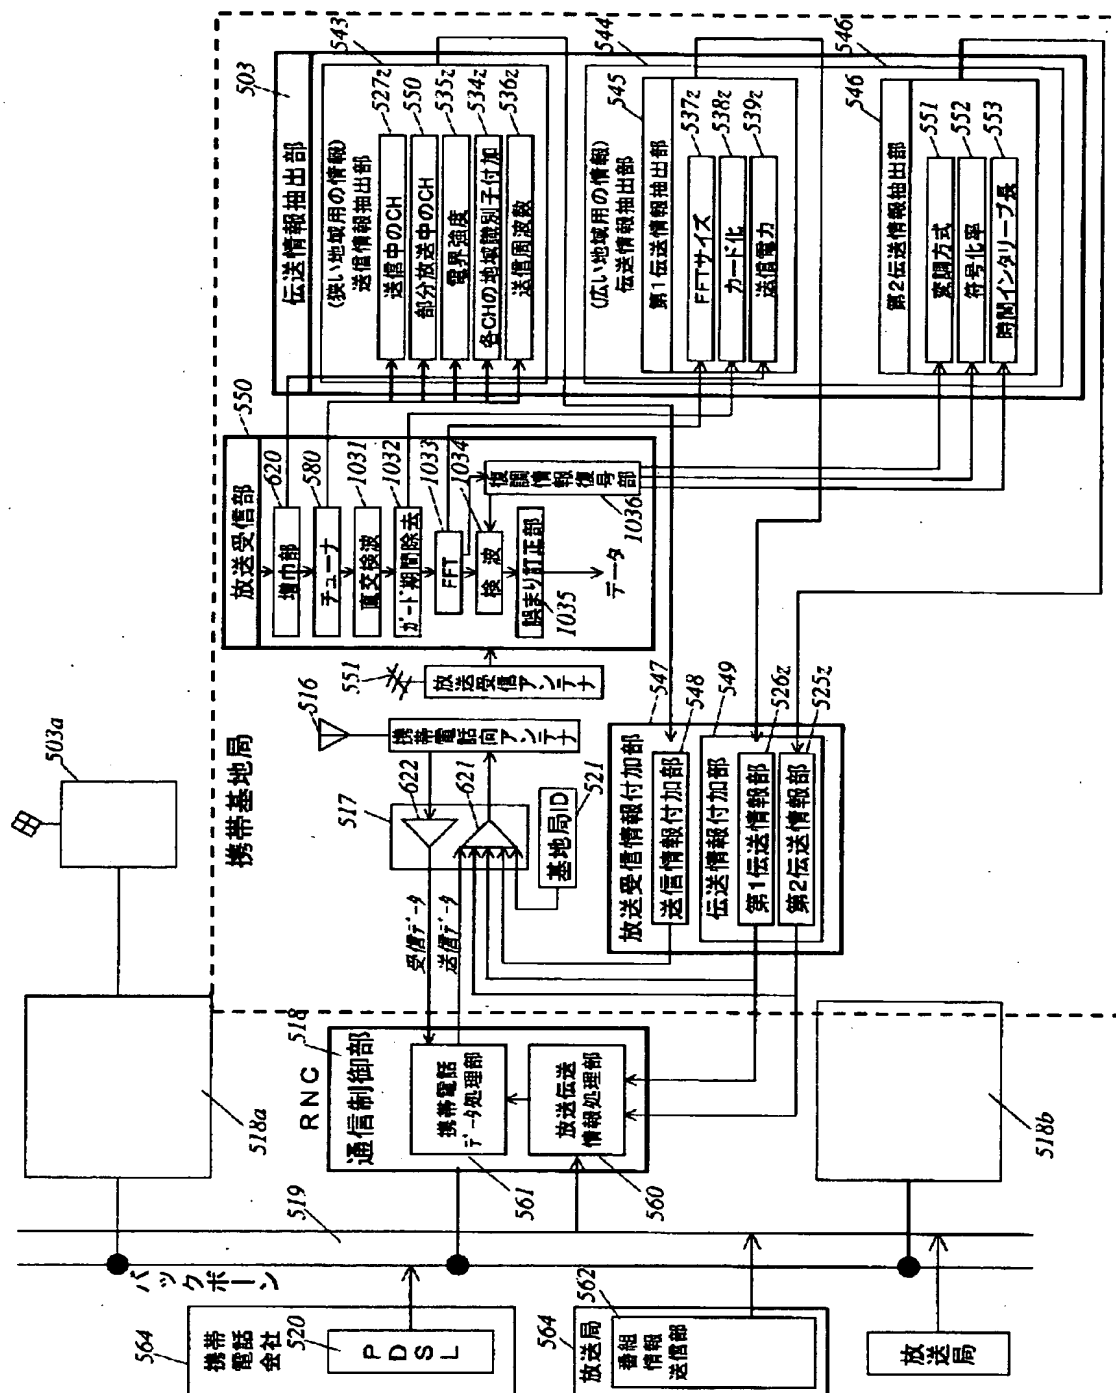 503
伝送情報抽出部
543
(狭い地域用の情報)
送信情報抽出部
送信中のCH
527z
部分放送中のCH
550
電界強度
535z
各CHの地域識別子付加
534z
送信周波数
536z
544
(広い地域用の情報)
伝送情報抽出部
545
第1伝送情報抽出部
FFTサイズ
537z
カード化
538z
送信電力
539z
546
546
第2伝送情報抽出部
変調方式
551
符号化率
552
時間インタリーブ長
553
550
放送受信部
増巾部
620
チューナ
580
直交検波
1031
ガード期間除去
1032
FFT
1033
検波
1034
誤まり訂正部
1035
復調情報復号部
1036
データ
551
放送受信アンテナ
516
携帯電話向アンテナ
携帯基地局
503a
517
622
621
基地局ID
521
受信データ
送信データ
547
放送受信情報付加部
送信情報付加部
548
伝送情報付加部
549
第1伝送情報部
526z
第2伝送情報部
525z
RNC
518
通信制御部
携帯電話
データ処理部
561
放送伝送
情報処理部
560
518a
518b
519
バックボーン
564
携帯
電話
会社
520
PDSL
564
放送局
562
番組
情報
送信部
放送局